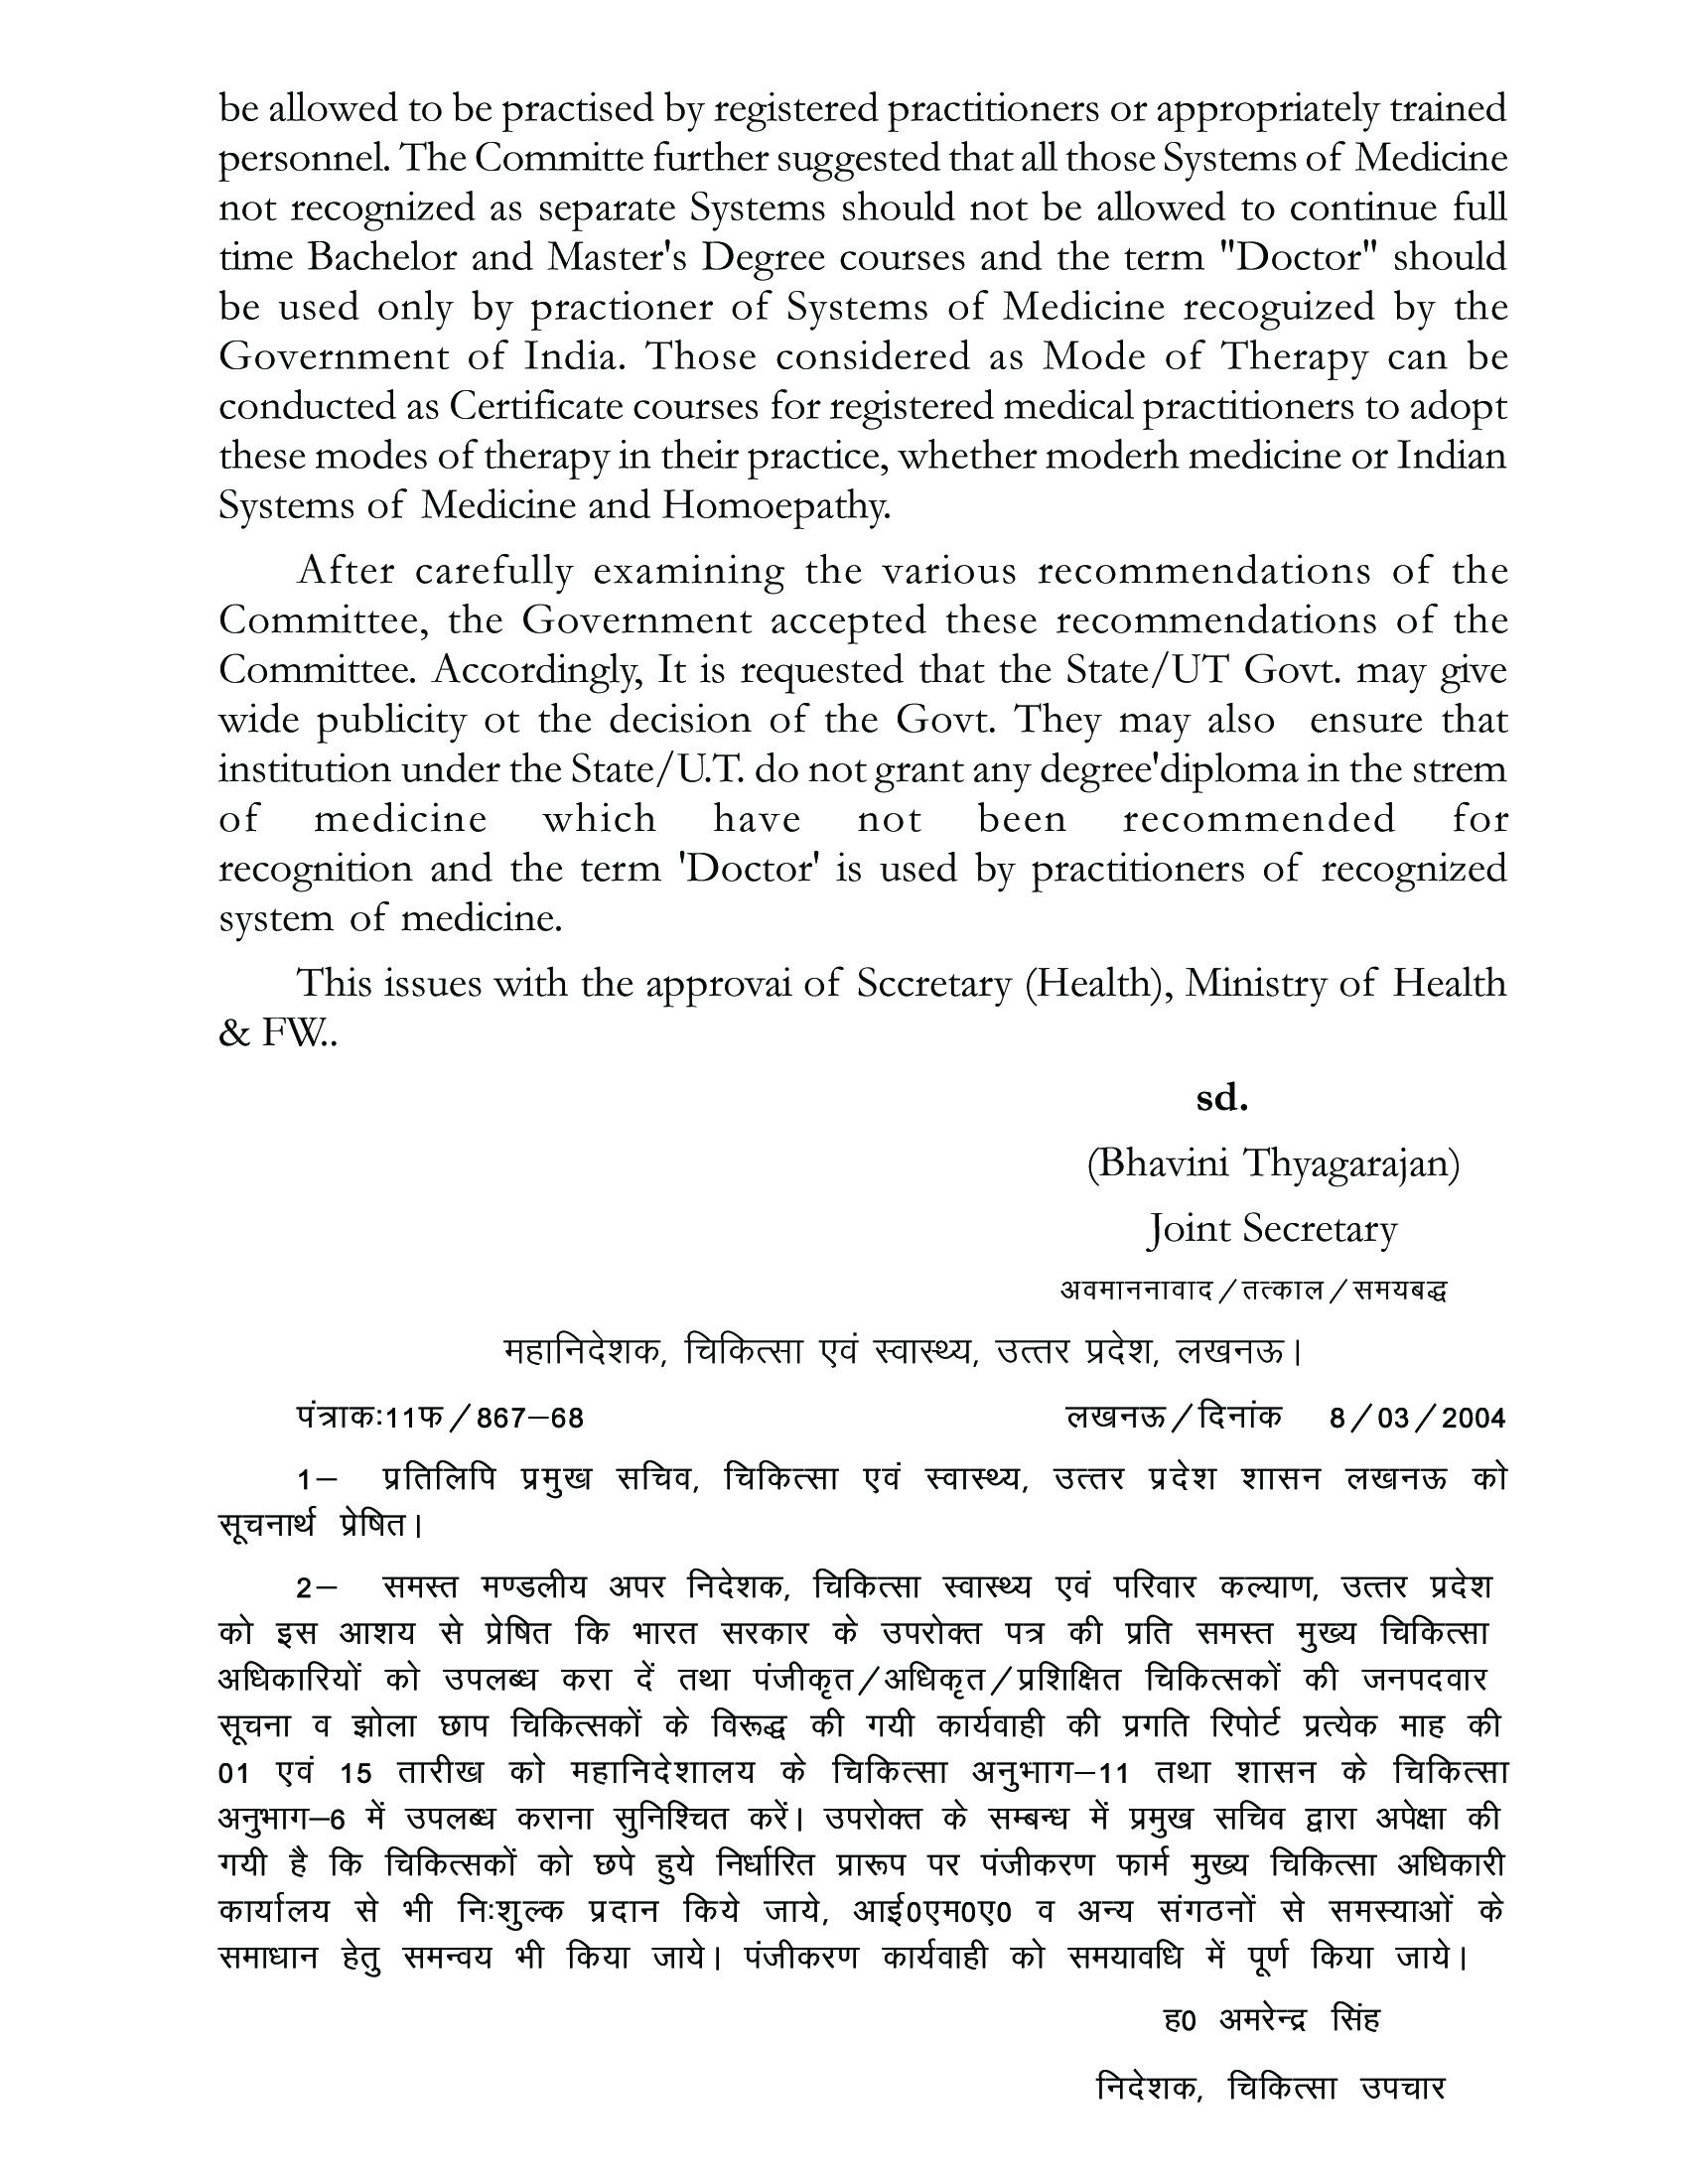 be allowed to be practised by registered practitioners or appropriately trained
personnel. The Committe further suggested that all those Systems of Medicine
not recognized as separate Systems should not be allowed to continue full
time Bachelor and Master's Degree courses and the term "Doctor" should
be used only by practioner of Systems of Medicine recoguized by the
Government of India. Those considered as Mode of Therapy can be
conducted as Certificate courses for registered medical practitioners to adopt
these modes of therapy in their practice, whether moderh medicine or Indian
Systems of Medicine and Homoepathy.
After carefully examining the various recommendations of the
Committee, the Government accepted these recommendations of the
Committee. Accordingly, It is requested that the State/UT Govt. may give
wide publicity ot the decision of the Govt. They may also ensure that
institution under the State/U.T. do not grant any degree'diploma in the strem
of medicine which have not been recommended for
recognition and the term 'Doctor' is used by practitioners of recognized
system of medicine.
This issues with the approvai of Sccretary (Health), Ministry of Health
& FW..
sd.
(Bhavini Thyagarajan)
Joint Secretary
अवमाननावाद/तत्काल/समयबद्ध
महानिदेशक, चिकित्सा एवं स्वास्थ्य, उत्तर प्रदेश, लखनऊ।
पंत्राकः11फ/867–68 लखनऊ/दिनांक 8/03/2004
1– प्रतिलिपि प्रमुख सचिव, चिकित्सा एवं स्वास्थ्य, उत्तर प्रदेश शासन लखनऊ को
सूचनार्थ प्रेषित।
2– समस्त मण्डलीय अपर निदेशक, चिकित्सा स्वास्थ्य एवं परिवार कल्याण, उत्तर प्रदेश
को इस आशय से प्रेषित कि भारत सरकार के उपरोक्त पत्र की प्रति समस्त मुख्य चिकित्सा
अधिकारियों को उपलब्ध करा दें तथा पंजीकृत/अधिकृत/प्रशिक्षित चिकित्सकों की जनपदवार
सूचना व झोला छाप चिकित्सकों के विरूद्ध की गयी कार्यवाही की प्रगति रिपोर्ट प्रत्येक माह की
01 एवं 15 तारीख को महानिदेशालय के चिकित्सा अनुभाग–11 तथा शासन के चिकित्सा
अनुभाग–6 में उपलब्ध कराना सुनिश्चित करें। उपरोक्त के सम्बन्ध में प्रमुख सचिव द्वारा अपेक्षा की
गयी है कि चिकित्सकों को छपे हुये निर्धारित प्रारूप पर पंजीकरण फार्म मुख्य चिकित्सा अधिकारी
कार्यालय से भी निःशुल्क प्रदान किये जाये, आई0एम0ए0 व अन्य संगठनों से समस्याओं के
समाधान हेतु समन्वय भी किया जाये। पंजीकरण कार्यवाही को समयावधि में पूर्ण किया जाये।
ह0 अमरेन्द्र सिंह
निदेशक, चिकित्सा उपचार